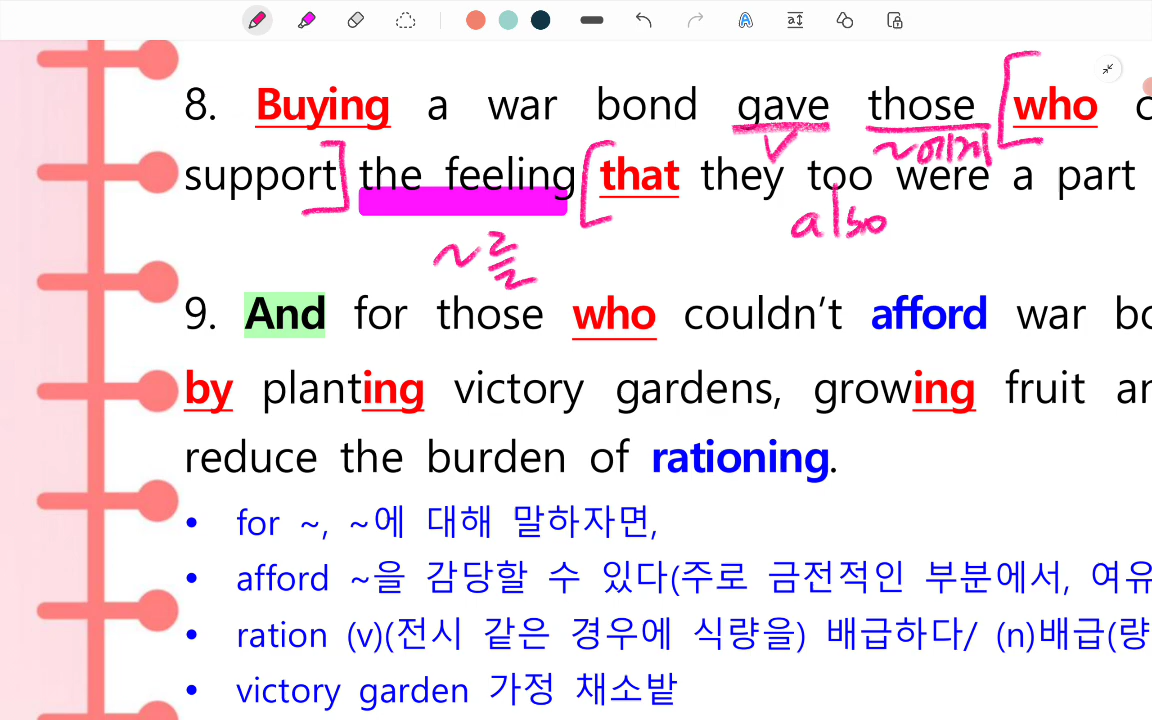 8. Buying a war bond gave those who
~에게
support the feeling that they too were a part
also
~를
9. And for those who couldn't afford war
by planting victory gardens, growing fruit
reduce the burden of rationing.
• for ~, ~에 대해 말하자면,
• afford ~을 감당할 수 있다(주로 금전적인 부분에서, 여유
• ration (v)(전시 같은 경우에 식량을) 배급하다/ (n)배급(량
• victory garden 가정 채소밭